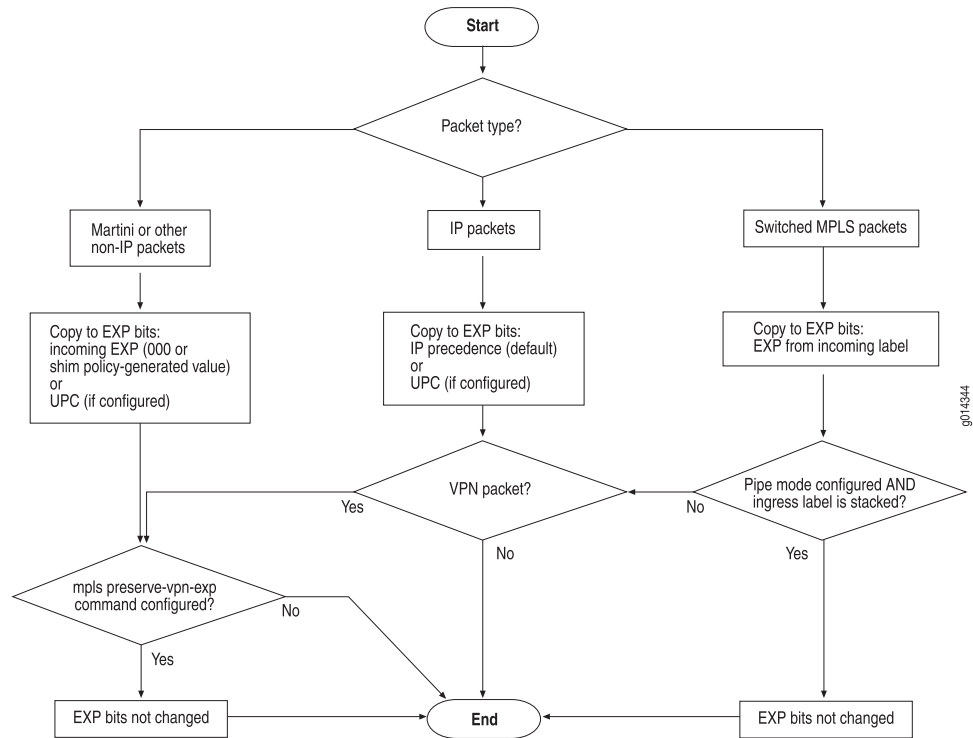 Start
Packet type?
Martini or other
non-IP packets
IP packets
Switched MPLS packets
Copy to EXP bits:
incoming EXP (000 or
shim policy-generated value)
or
UPC (if configured)
Copy to EXP bits:
IP precedence (default)
or
UPC (if configured)
Copy to EXP bits:
EXP from incoming label
g014344
VPN packet?
Pipe mode configured AND
ingress label is stacked?
Yes
No
No
Yes
mpls preserve-vpn-exp
command configured?
No
Yes
EXP bits not changed
End
EXP bits not changed